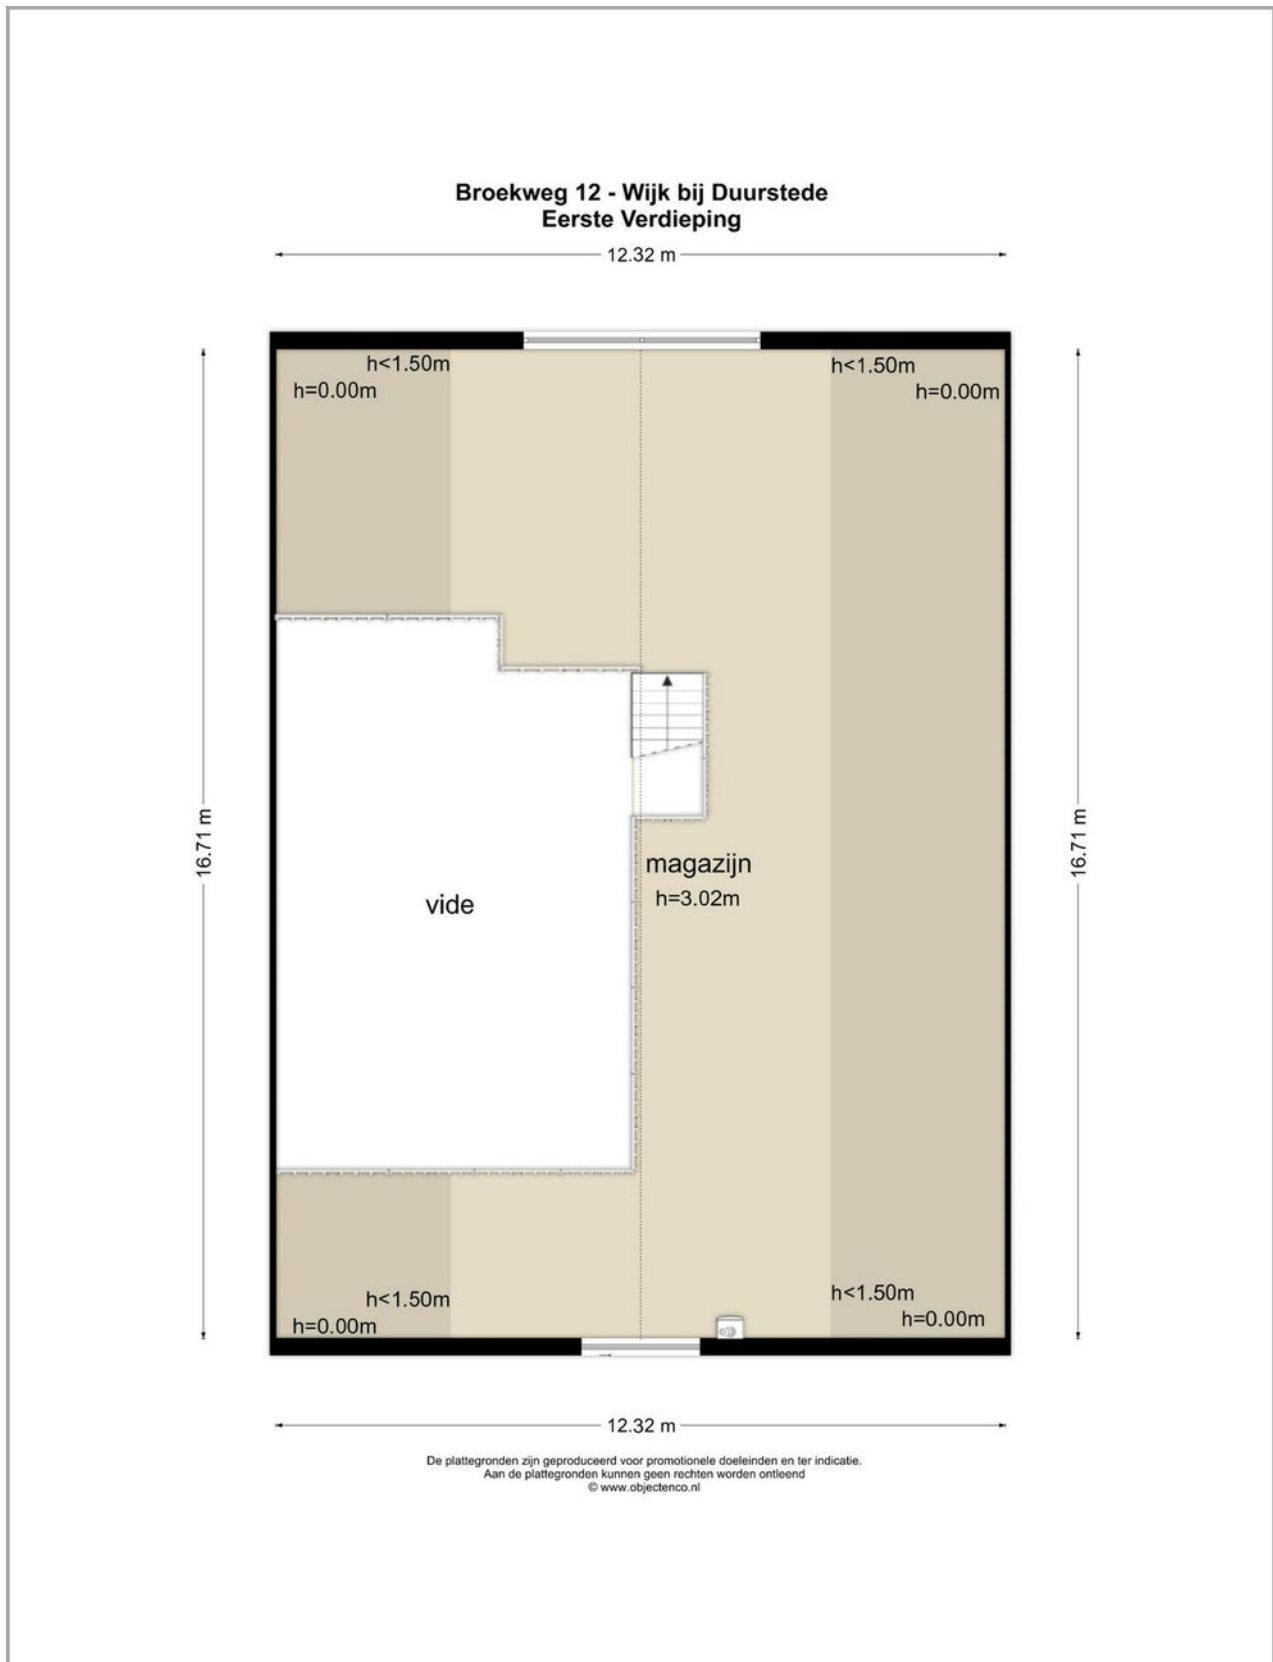 Broekweg 12 - Wijk bij Duurstede
Eerste Verdieping
12.32 m
h<1.50m
h<1.50m
h=0.00m
h=0.00m
16.71 m
16.71 m
magazijn
h=3.02m
vide
h<1.50m
h<1.50m
h=0.00m
h=0.00m
12.32 m
De plattegronden zijn geproduceerd voor promotionele doeleinden en ter indicatie.
Aan de plattegronden kunnen geen rechten worden ontleend
© www.objectenco.nl